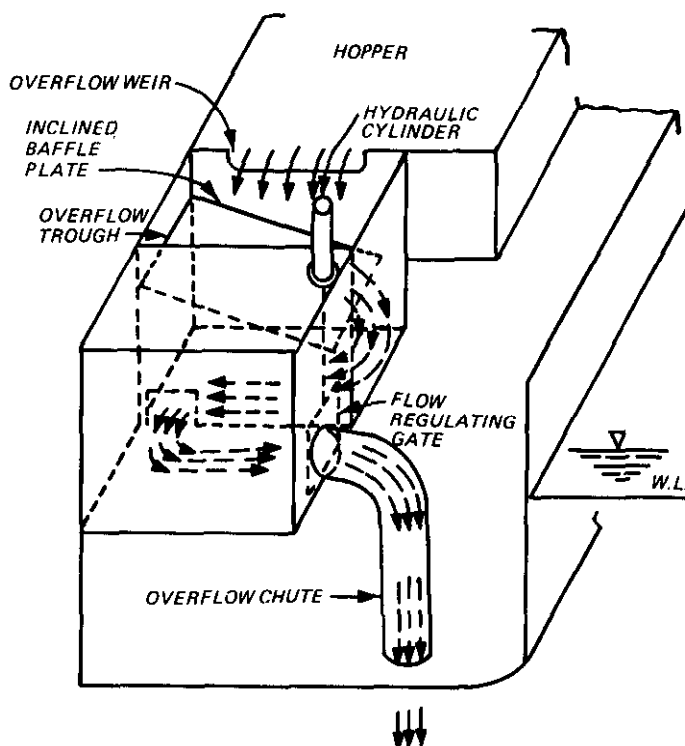 HOPPER
OVERFLOW WEIR
HYDRAULIC
CYLINDER
INCLINED
BAFFLE
PLATE
OVERFLOW
TROUGH
FLOW
REGULATING
GATE
W.L.
OVERFLOW CHUTE